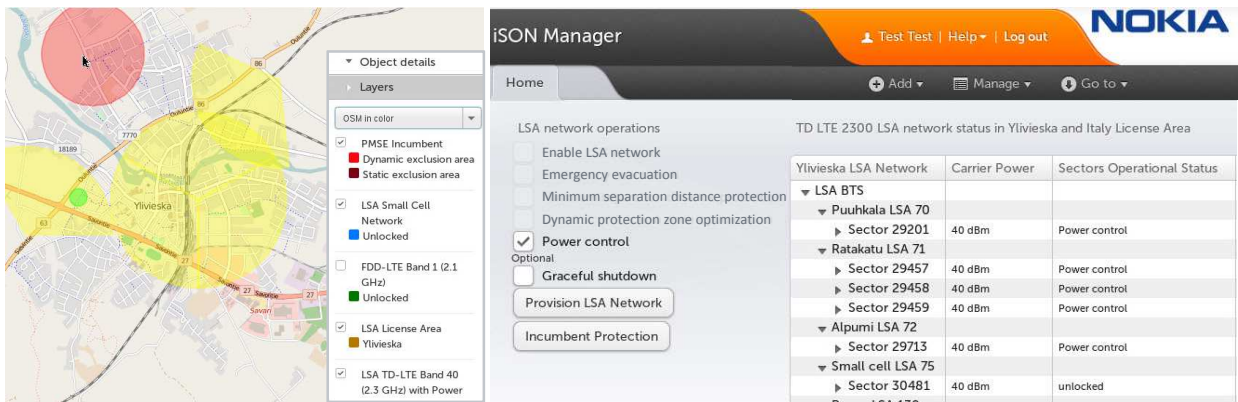 86
86
7770
18189
Ouluntie
Ouluntie
Ylivieska
63
Savontie
Savontie
27
Savontie
27
Savari
Object details
Layers
OSM in color
PMSE Incumbent
Dynamic exclusion area
Static exclusion area
LSA Small Cell
Network
Unlocked
FDD-LTE Band 1 (2.1
GHz)
Unlocked
LSA License Area
Ylivieska
LSA TD-LTE Band 40
(2.3 GHz) with Power
iSON Manager
Test Test | Help | Log out
NOKIA
Home
Add
Manage
Go to
LSA network operations
Enable LSA network
Emergency evacuation
Minimum separation distance protection
Dynamic protection zone optimization
Power control
Optional
Graceful shutdown
Provision LSA Network
Incumbent Protection
TD LTE 2300 LSA network status in Ylivieska and Italy License Area
Ylivieska LSA Network Carrier Power Sectors Operational Status
LSA BTS
Puuhkala LSA 70
Sector 29201 40 dBm Power control
Ratakatu LSA 71
Sector 29457 40 dBm Power control
Sector 29458 40 dBm Power control
Sector 29459 40 dBm Power control
Alpumi LSA 72
Sector 29713 40 dBm Power control
Small cell LSA 75
Sector 30481 40 dBm unlocked